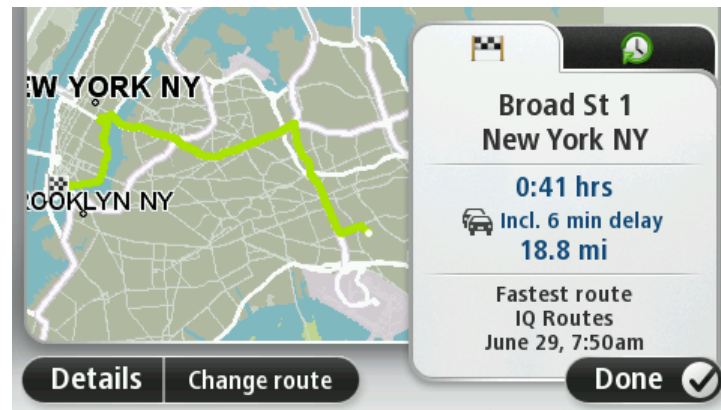 EW YORK NY
ROOKLYN NY
Broad St 1
New York NY
0:41 hrs
Incl. 6 min delay
18.8 mi
Fastest route
IQ Routes
June 29, 7:50am
Details
Change route
Done